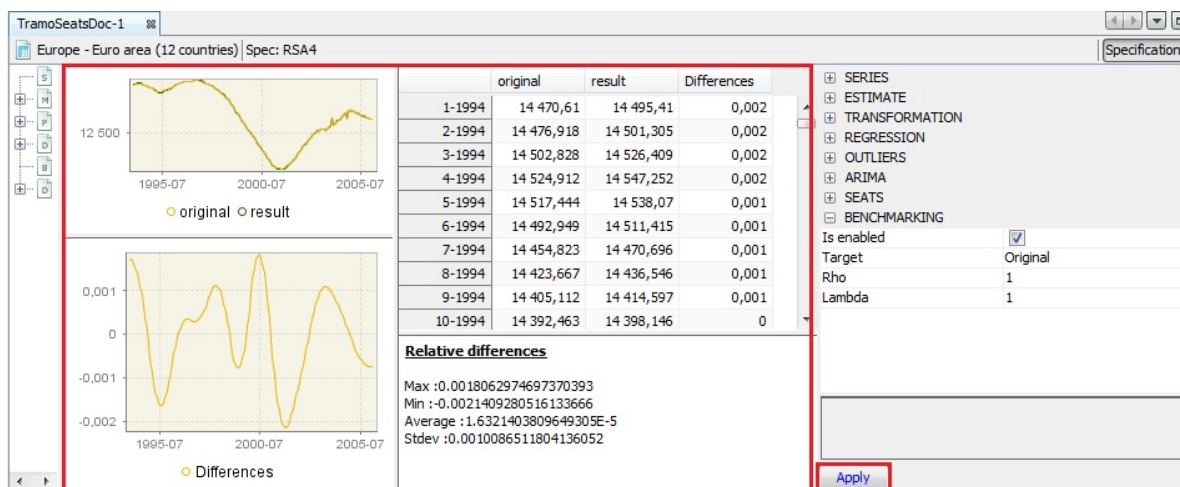 TramoSeatsDoc-1
Europe - Euro area (12 countries) Spec: RSA4
Specification
S
M
P
D
B
D
12 500
1995-07 2000-07 2005-07
original result
0,001
0
-0,001
-0,002
1995-07 2000-07 2005-07
Differences
original result Differences
1-1994 14 470,61 14 495,41 0,002
2-1994 14 476,918 14 501,305 0,002
3-1994 14 502,828 14 526,409 0,002
4-1994 14 524,912 14 547,252 0,002
5-1994 14 517,444 14 538,07 0,001
6-1994 14 492,949 14 511,415 0,001
7-1994 14 454,823 14 470,696 0,001
8-1994 14 423,667 14 436,546 0,001
9-1994 14 405,112 14 414,597 0,001
10-1994 14 392,463 14 398,146 0
Relative differences
Max :0.0018062974697370393
Min :-0.0021409280516133666
Average :1.6321403809649305E-5
Stdev :0.0010086511804136052
SERIES
ESTIMATE
TRANSFORMATION
REGRESSION
OUTLIERS
ARIMA
SEATS
BENCHMARKING
Is enabled
Target Original
Rho 1
Lambda 1
Apply